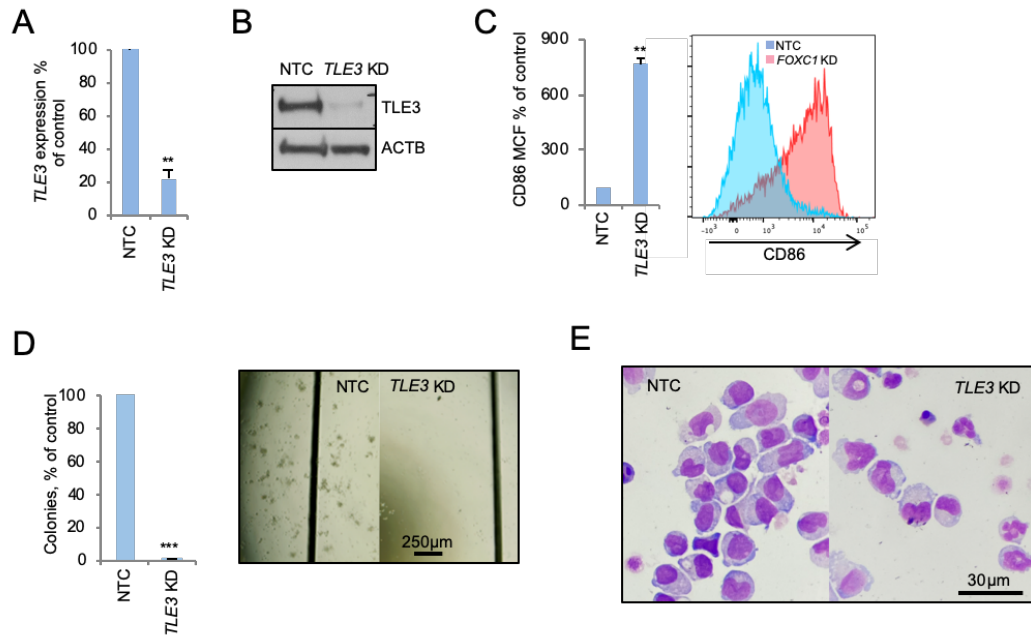 A
TLE3 expression %
of control
100
80
60
40
20
0
**
NTC
TLE3 KD
B
NTC TLE3 KD
TLE3
ACTB
C
CD86 MCF % of control
900
600
300
0
**
NTC
TLE3 KD
NTC
FOXC1 KD
-10³ 0 10³ 10⁴ 10⁵
CD86
D
Colonies, % of control
100
80
60
40
20
0
***
NTC
TLE3 KD
NTC TLE3 KD
250µm
E
NTC TLE3 KD
30µm